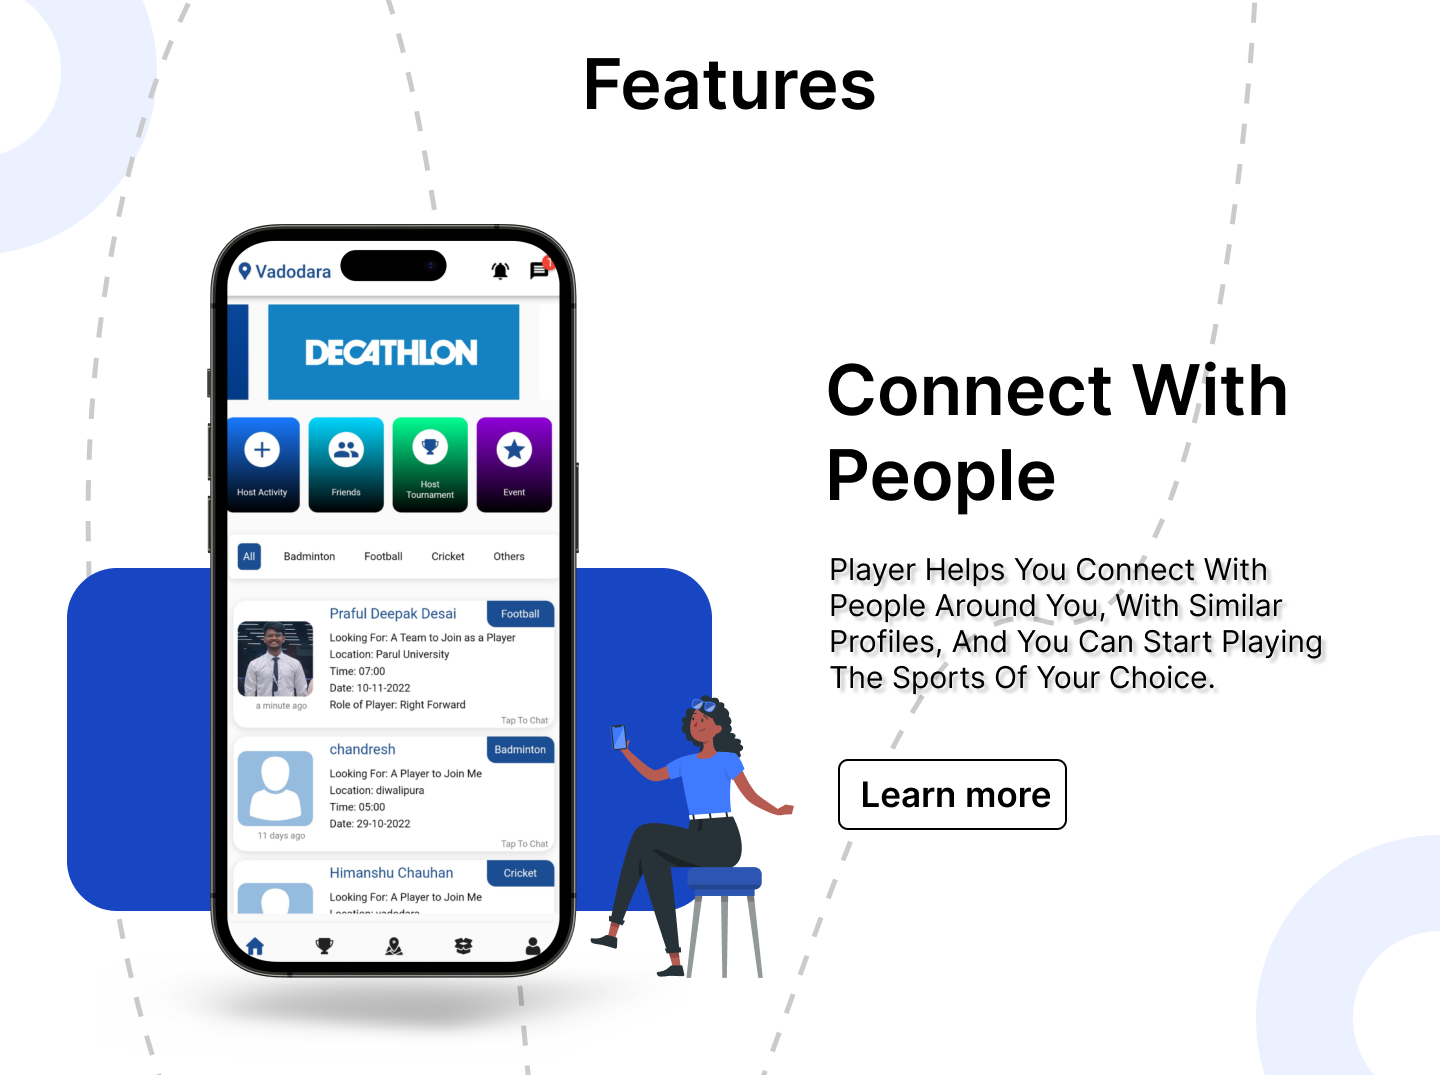 Features
Vadodara
1
DECATHLON
Host Activity
Friends
Host
Tournament
Event
All Badminton Football Cricket Others
Praful Deepak Desai
Football
Looking For: A Team to Join as a Player
Location: Parul University
Time: 07:00
Date: 10-11-2022
Role of Player: Right Forward
a minute ago
Tap To Chat
chandresh
Badminton
Looking For: A Player to Join Me
Location: diwalipura
Time: 05:00
Date: 29-10-2022
11 days ago
Tap To Chat
Himanshu Chauhan
Cricket
Looking For: A Player to Join Me
Location: vadodara
Connect With
People
Player Helps You Connect With
People Around You, With Similar
Profiles, And You Can Start Playing
The Sports Of Your Choice.
Learn more